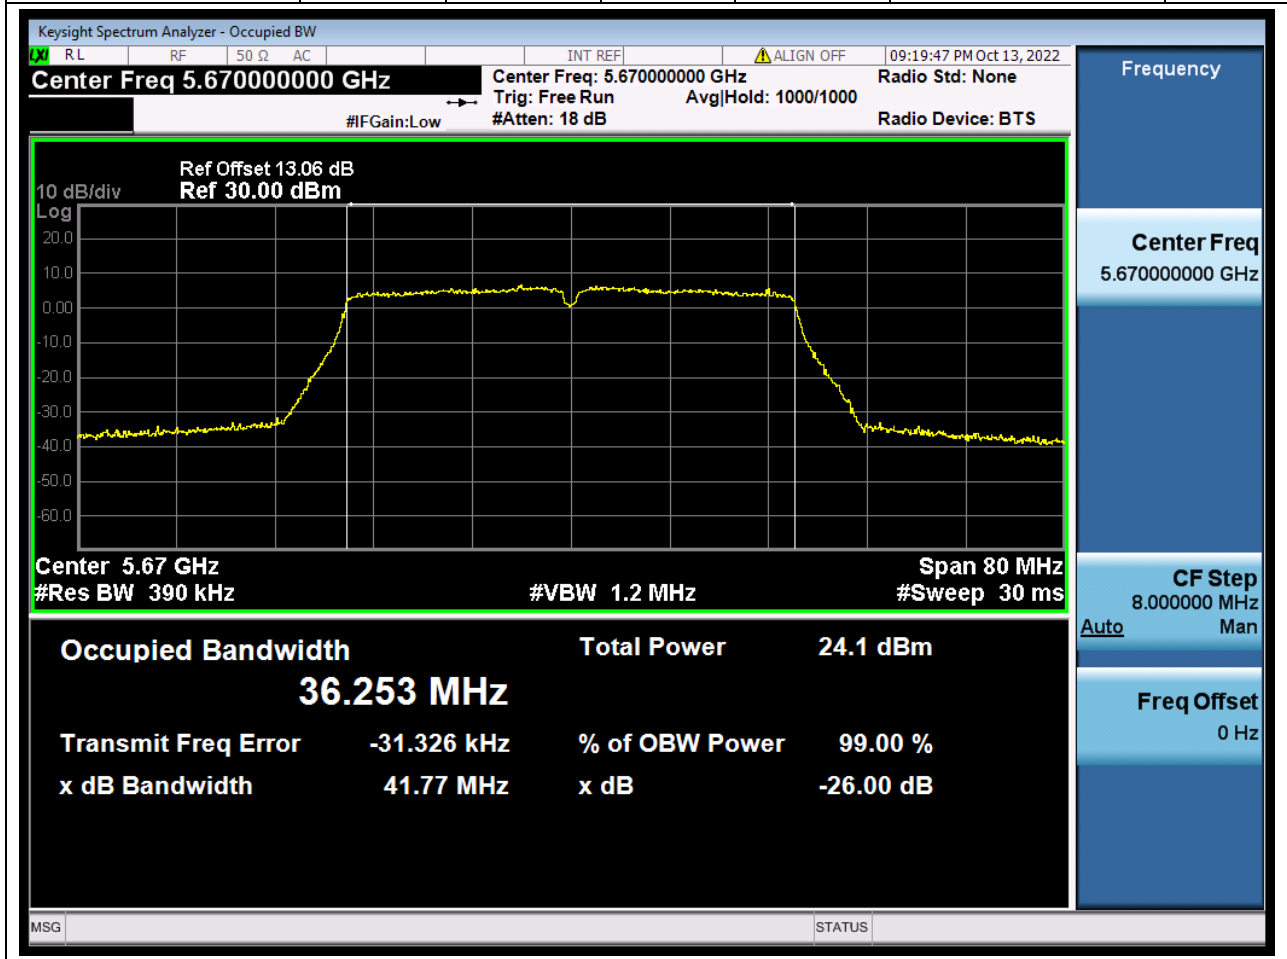 Keysight Spectrum Analyzer - Occupied BW
LXI RL RF 50 Ω AC INT REF ALIGN OFF 09:19:47 PM Oct 13, 2022
Center Freq 5.670000000 GHz
Center Freq: 5.670000000 GHz
Radio Std: None
Trig: Free Run Avg|Hold: 1000/1000
#IFGain:Low
#Atten: 18 dB
Radio Device: BTS
Ref Offset 13.06 dB
10 dB/div Ref 30.00 dBm
Log
20.0
10.0
0.00
-10.0
-20.0
-30.0
-40.0
-50.0
-60.0
Center 5.67 GHz Span 80 MHz
#Res BW 390 kHz #VBW 1.2 MHz #Sweep 30 ms
Occupied Bandwidth Total Power 24.1 dBm
36.253 MHz
Transmit Freq Error -31.326 kHz % of OBW Power 99.00 %
x dB Bandwidth 41.77 MHz x dB -26.00 dB
MSG STATUS
Frequency
Center Freq
5.670000000 GHz
CF Step
8.000000 MHz
Auto Man
Freq Offset
0 Hz